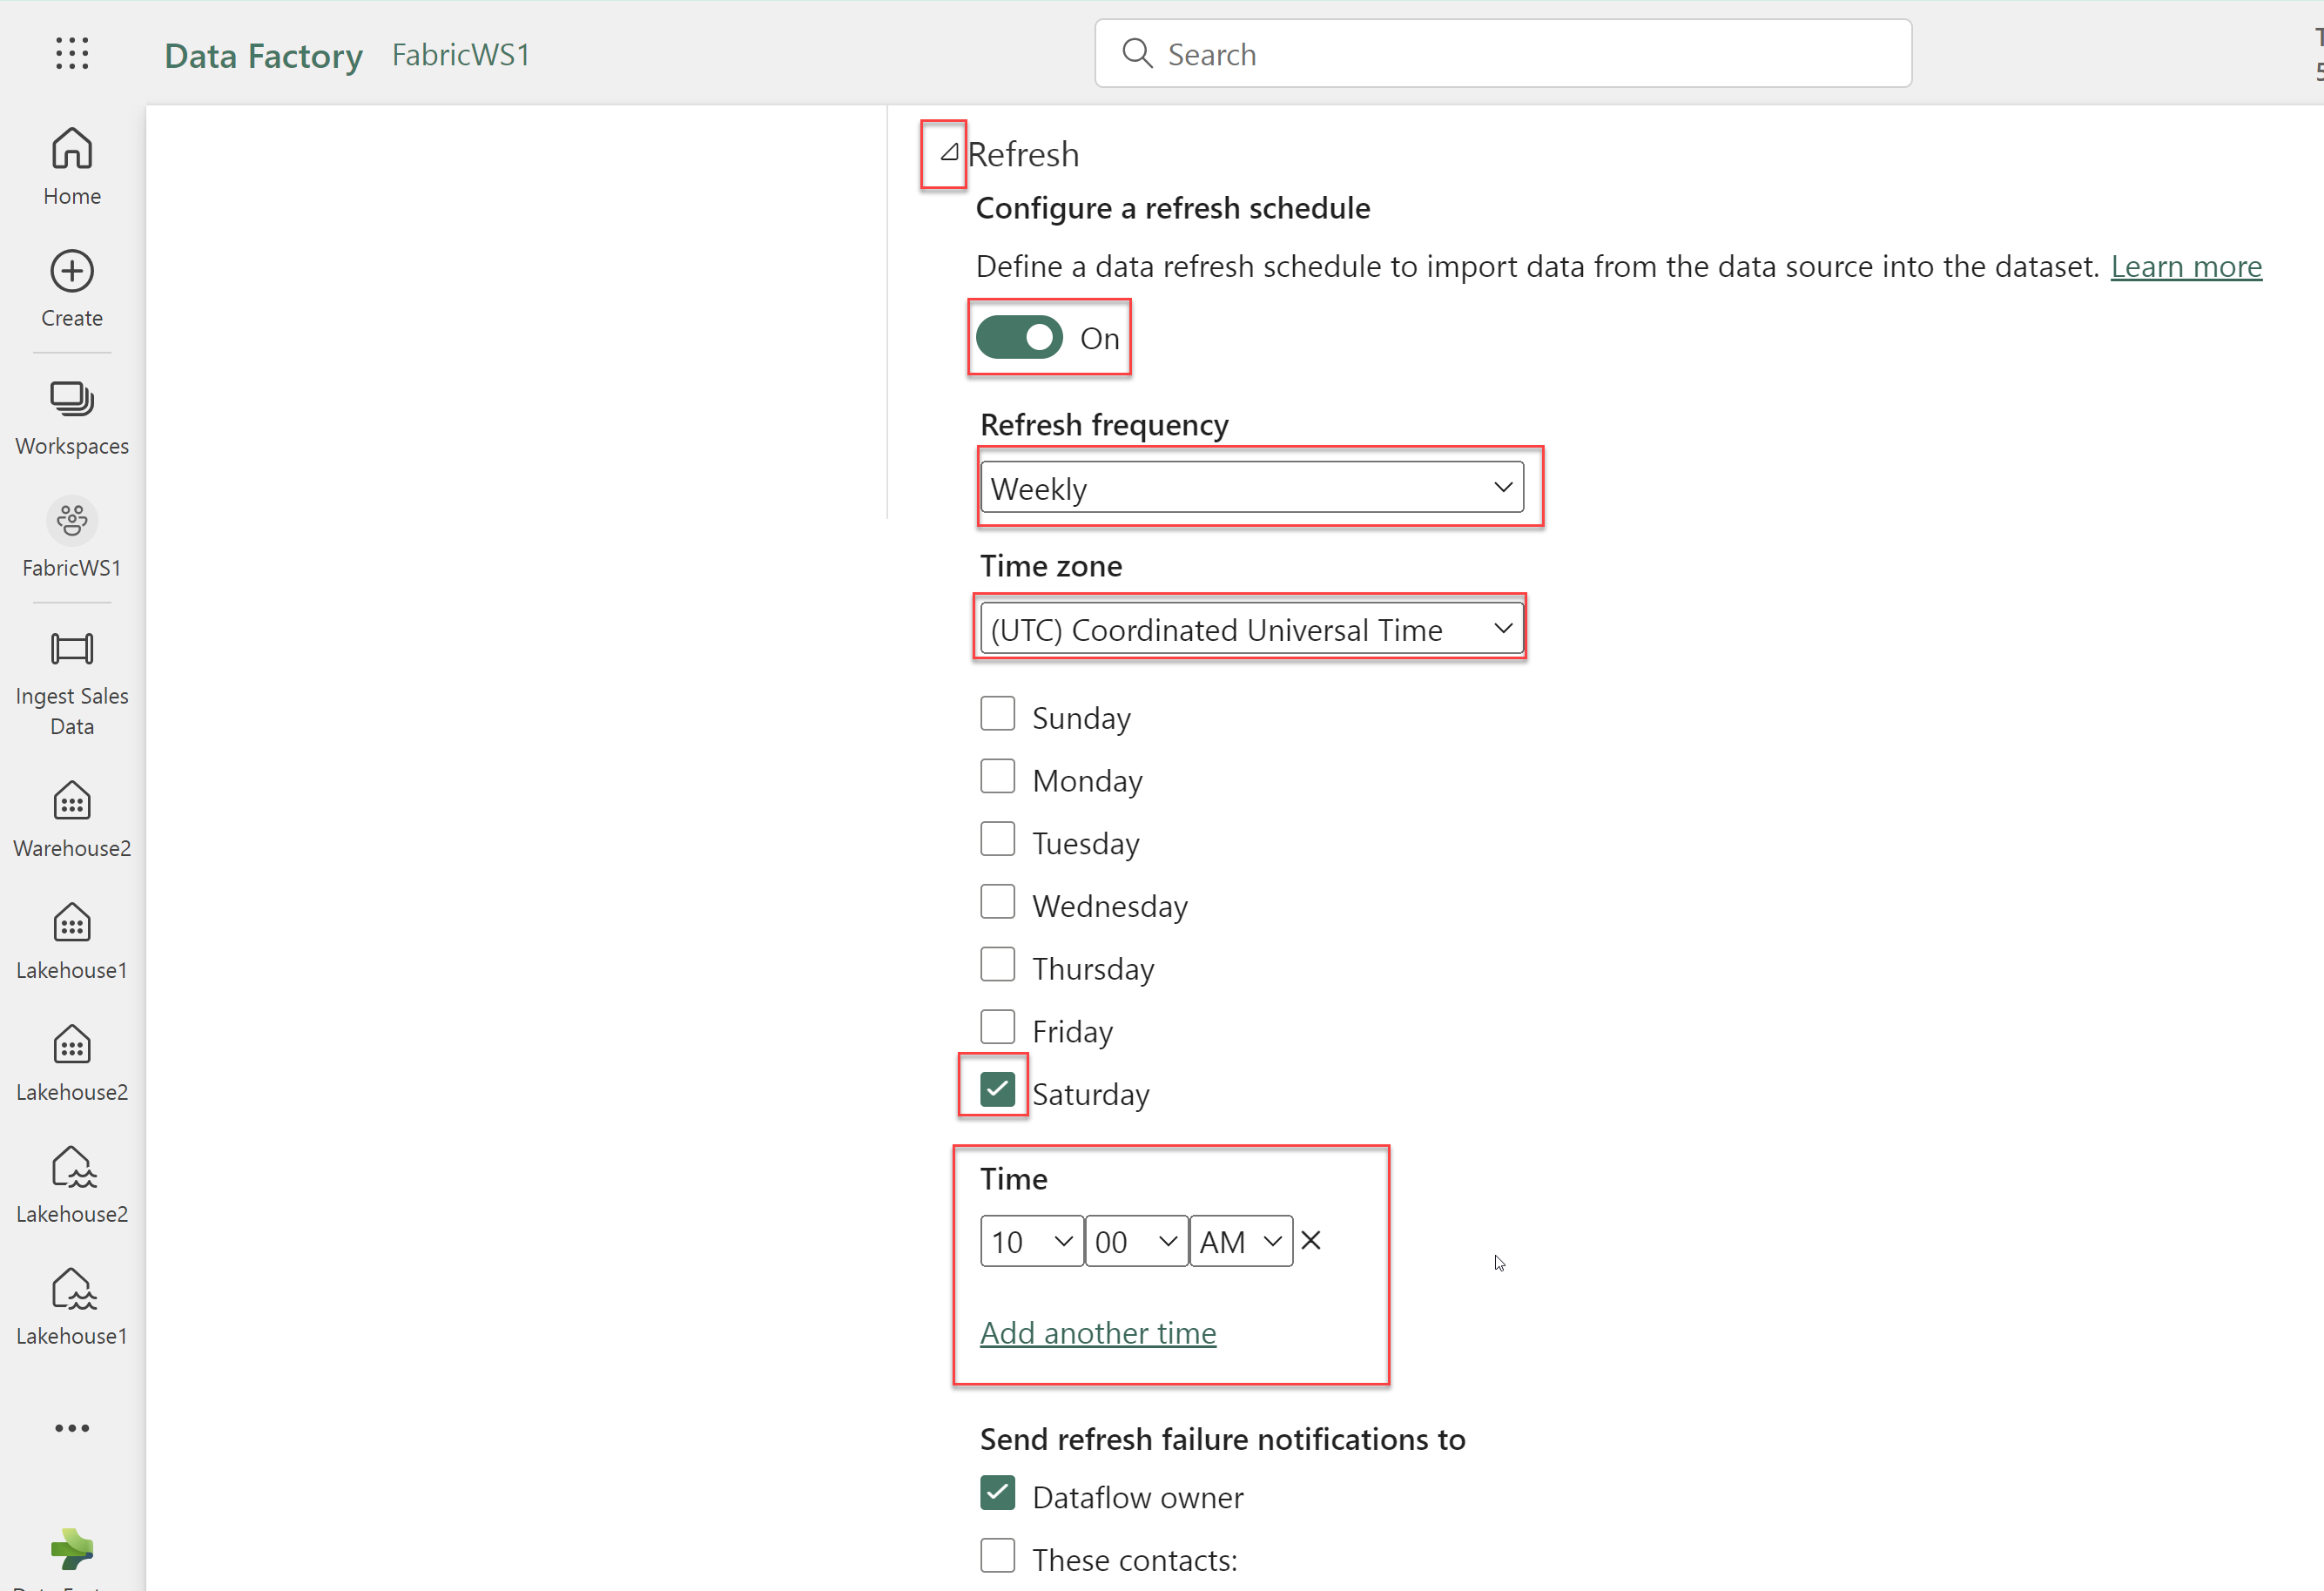 Data Factory FabricWS1
Search
Home
Create
Workspaces
FabricWS1
Ingest Sales
Data
Warehouse2
Lakehouse1
Lakehouse2
Lakehouse2
Lakehouse1
Refresh
Configure a refresh schedule
Define a data refresh schedule to import data from the data source into the dataset. Learn more
On
Refresh frequency
Weekly
Time zone
(UTC) Coordinated Universal Time
Sunday
Monday
Tuesday
Wednesday
Thursday
Friday
Saturday
Time
10 00 AM
Add another time
Send refresh failure notifications to
Dataflow owner
These contacts: